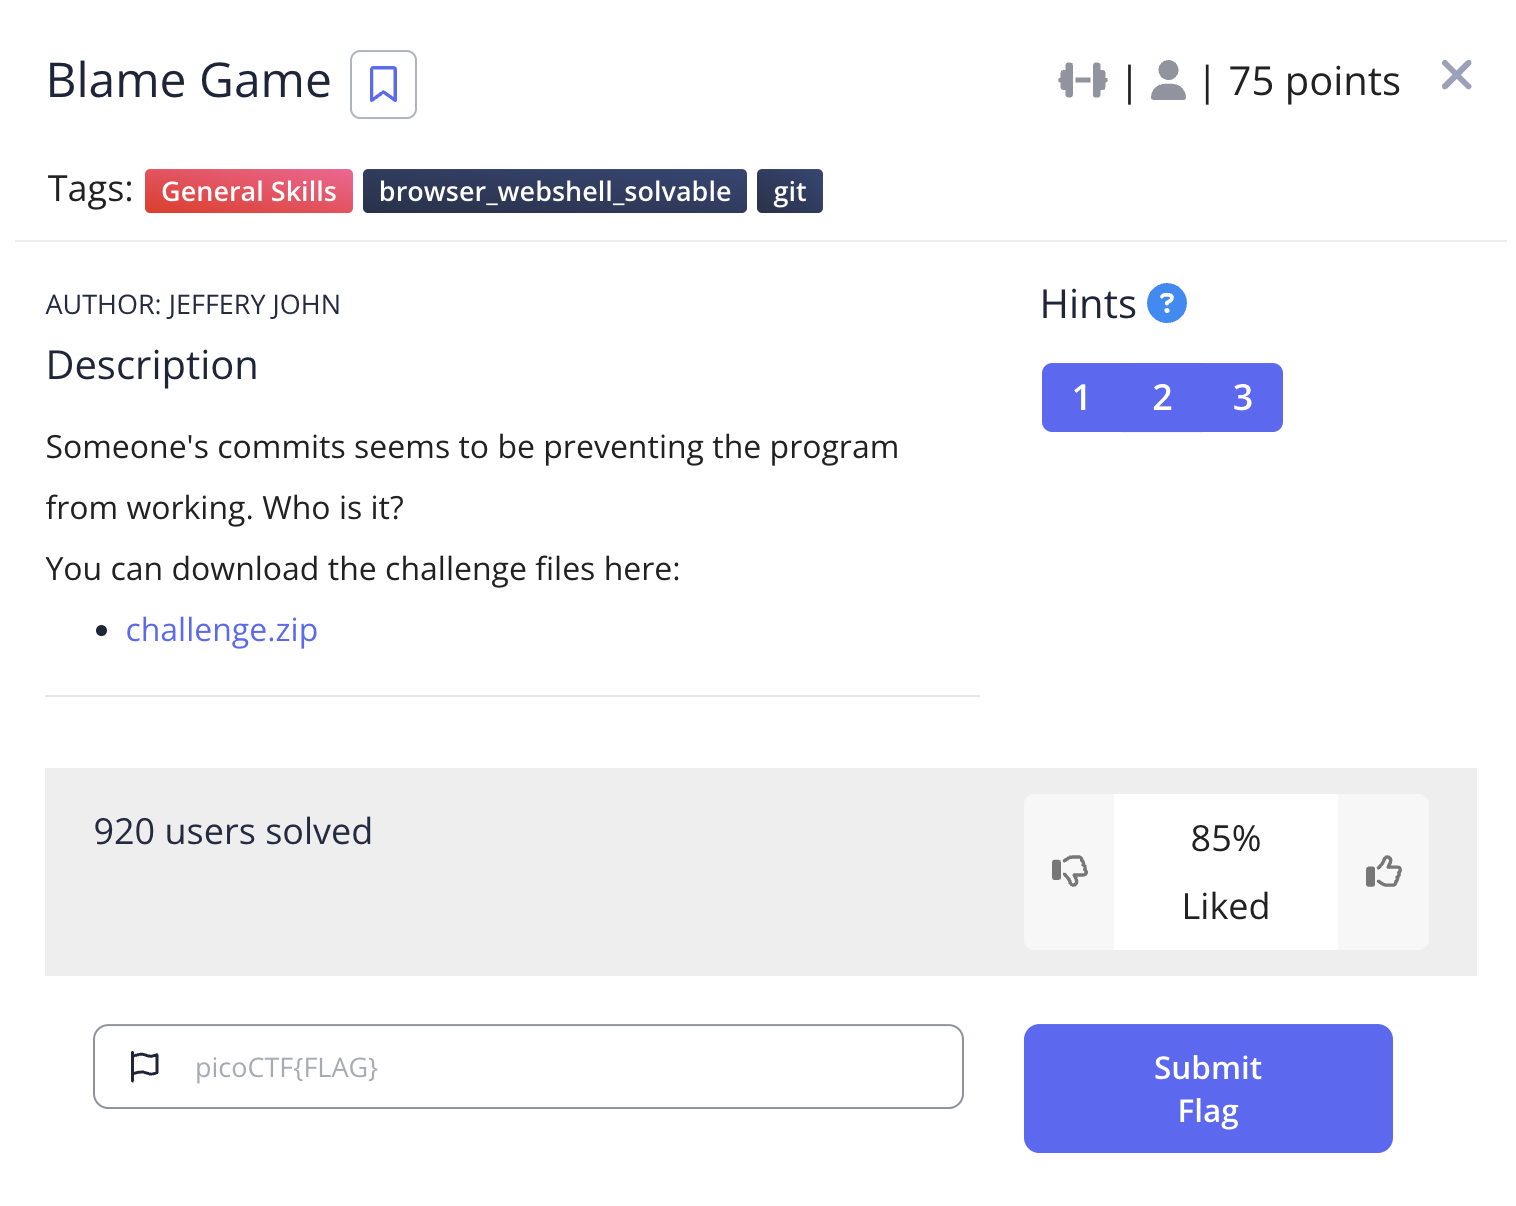 Blame Game
| | 75 points
Tags: General Skills browser_webshell_solvable git
AUTHOR: JEFFERY JOHN
Description
Someone's commits seems to be preventing the program
from working. Who is it?
You can download the challenge files here:
• challenge.zip
Hints ?
1 2 3
920 users solved
85%
Liked
picoCTF{FLAG}
Submit
Flag